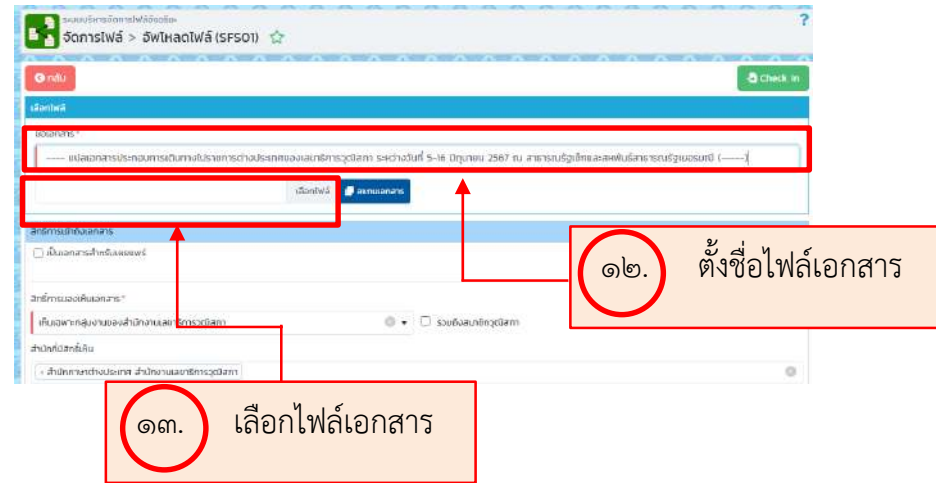 ระบบบริหารจัดการไฟล์อัจฉริยะ
จัดการไฟล์ > อัพโหลดไฟล์ (SFS01)
?
กลับ
Check in
เลือกไฟล์
ชื่อเอกสาร *
----- แปลเอกสารประกอบการเดินทางไปราชการต่างประเทศของเลขาธิการวุฒิสภา ระหว่างวันที่ 5-16 มิถุนายน 2567 ณ สาธารณรัฐเช็กและสหพันธ์สาธารณรัฐเยอรมนี (-----)
เลือกไฟล์
สแกนเอกสาร
สิทธิ์การเข้าถึงเอกสาร
เป็นเอกสารสำหรับเผยแพร่
๑๒. ตั้งชื่อไฟล์เอกสาร
สิทธิ์การมองเห็นเอกสาร *
เห็นเฉพาะกลุ่มงานของสำนักงานเลขาธิการวุฒิสภา
รวมถึงสมาชิกวุฒิสภา
สำนักที่มีสิทธิ์เห็น
× สำนักภาษาต่างประเทศ สำนักงานเลขาธิการวุฒิสภา
๑๓. เลือกไฟล์เอกสาร